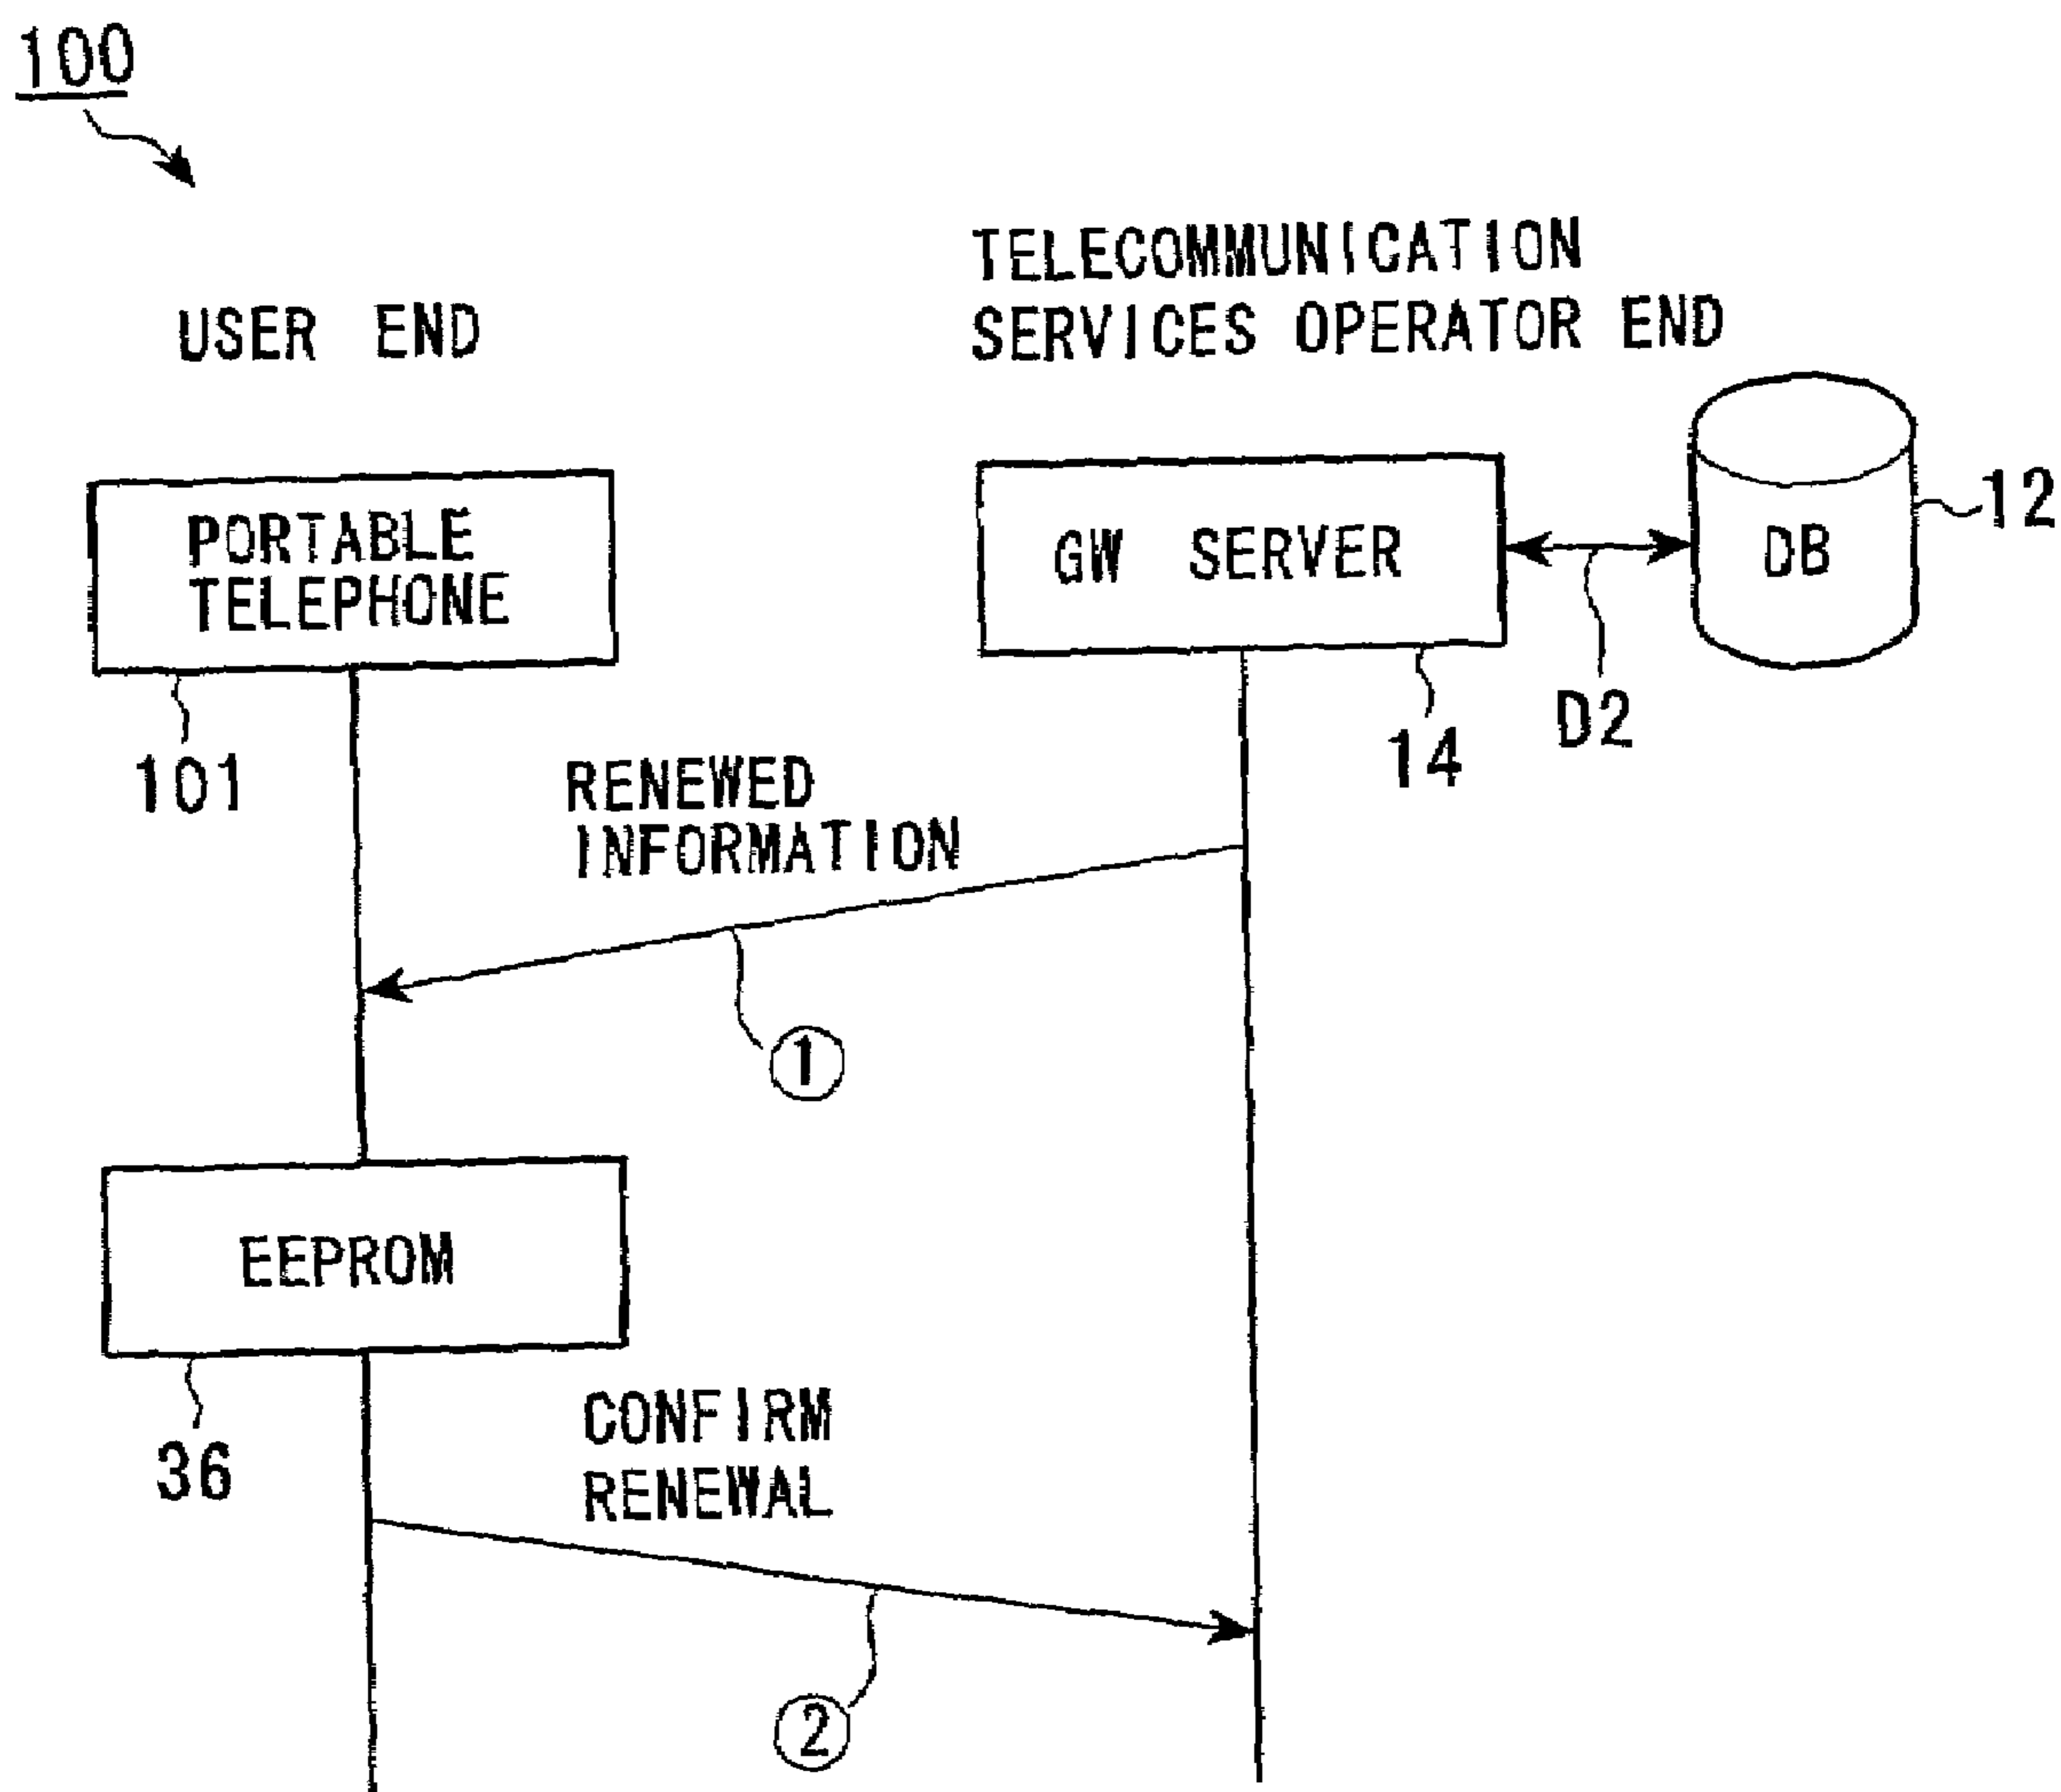 100
USER END
TELECOMMUNICATION
SERVICES OPERATOR END
PORTABLE
TELEPHONE
GW SERVER
DB
12
101
14
D2
RENEWED
INFORMATION
1
EEPROM
36
CONFIRM
RENEWAL
2